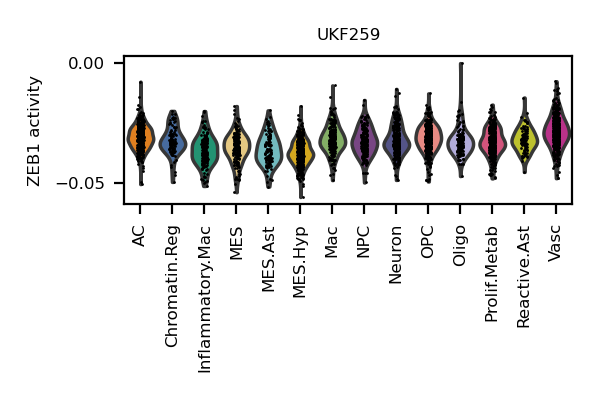 UKF259
ZEB1 activity
0.00
−0.05
AC
Chromatin.Reg
Inflammatory.Mac
MES
MES.Ast
MES.Hyp
Mac
NPC
Neuron
OPC
Oligo
Prolif.Metab
Reactive.Ast
Vasc